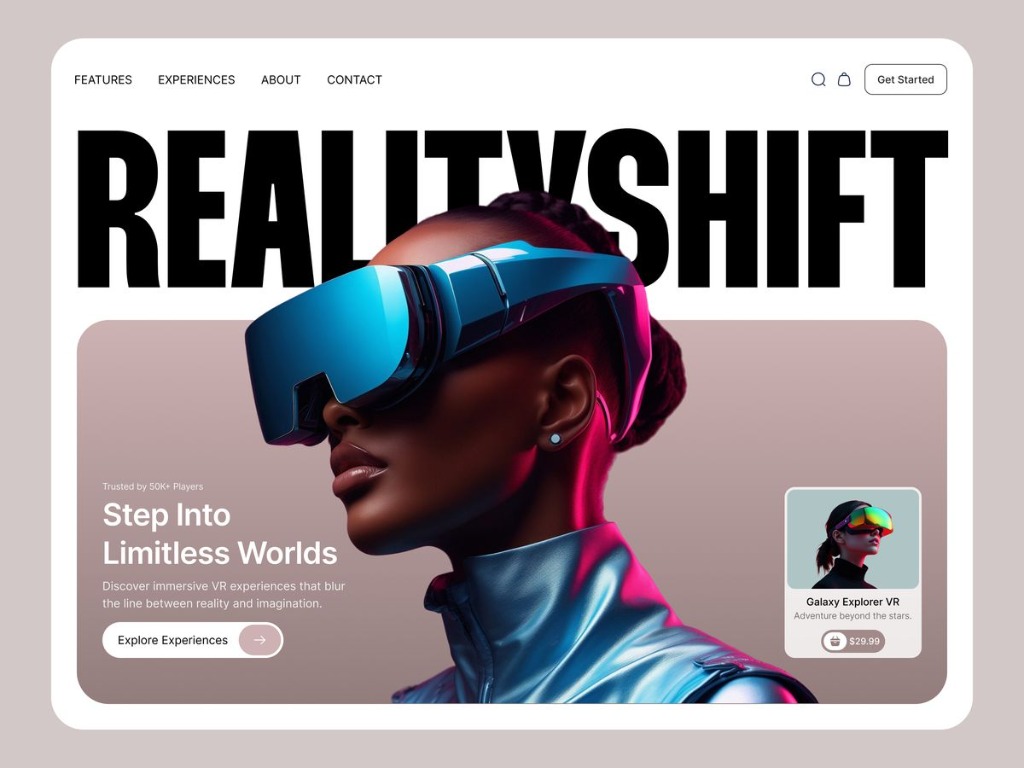 FEATURES EXPERIENCES ABOUT CONTACT Get Started
REALITYSHIFT
Trusted by 50K+ Players
Step Into
Limitless Worlds
Discover immersive VR experiences that blur
the line between reality and imagination.
Explore Experiences
Galaxy Explorer VR
Adventure beyond the stars.
$29.99